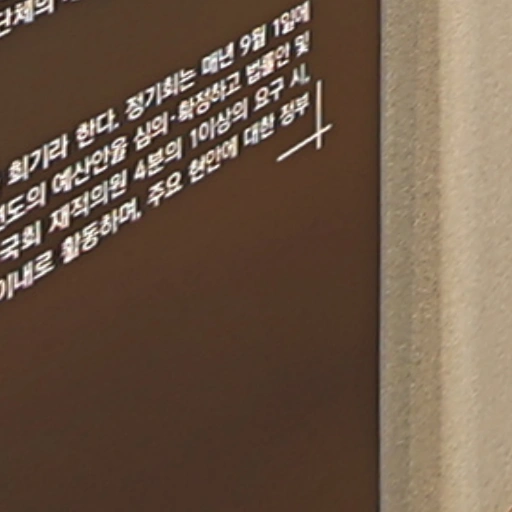 단체의
회기라 한다. 정기회는 매년 9월 1일에
예산안을 심의·확정하고 법률안 및
국회 재적의원 4분의 1이상의 요구 시,
이내로 활동하며, 주요 현안에 대한 정부